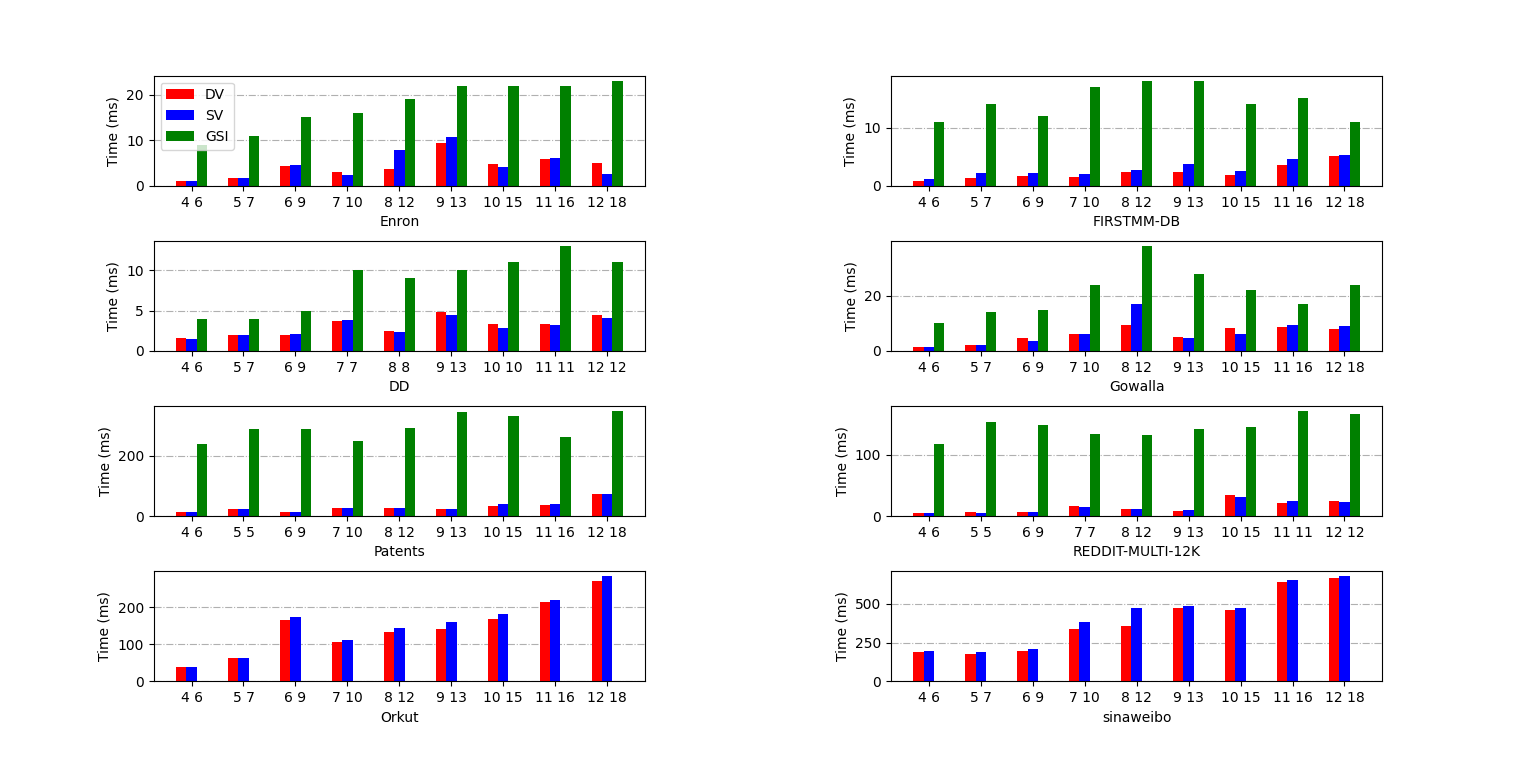 Time (ms)
20
10
0
DV
SV
GSI
4 6 5 7 6 9 7 10 8 12 9 13 10 15 11 16 12 18
Enron
Time (ms)
10
0
4 6 5 7 6 9 7 10 8 12 9 13 10 15 11 16 12 18
FIRSTMM-DB
Time (ms)
10
5
0
4 6 5 7 6 9 7 7 8 8 9 13 10 10 11 11 12 12
DD
Time (ms)
20
0
4 6 5 7 6 9 7 10 8 12 9 13 10 15 11 16 12 18
Gowalla
Time (ms)
200
0
4 6 5 5 6 9 7 10 8 12 9 13 10 15 11 16 12 18
Patents
Time (ms)
100
0
4 6 5 5 6 9 7 7 8 12 9 13 10 15 11 11 12 12
REDDIT-MULTI-12K
Time (ms)
200
100
0
4 6 5 7 6 9 7 10 8 12 9 13 10 15 11 16 12 18
Orkut
Time (ms)
500
250
0
4 6 5 7 6 9 7 10 8 12 9 13 10 15 11 16 12 18
sinaweibo